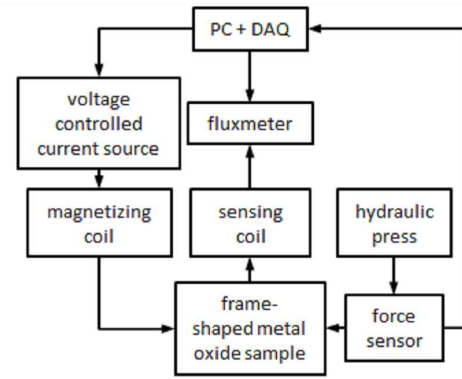 PC + DAQ
voltage
controlled
current source
fluxmeter
magnetizing
coil
sensing
coil
hydraulic
press
frame-
shaped metal
oxide sample
force
sensor